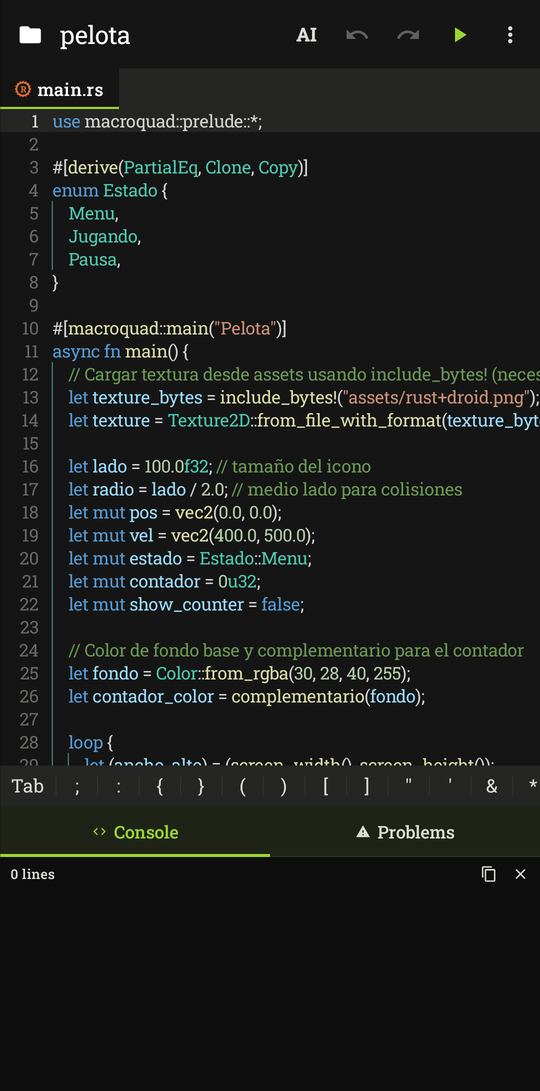 pelota
AI
main.rs
1 use macroquad::prelude::*;
2
3 #[derive(PartialEq, Clone, Copy)]
4 enum Estado {
5 Menu,
6 Jugando,
7 Pausa,
8 }
9
10 #[macroquad::main("Pelota")]
11 async fn main() {
12 // Cargar textura desde assets usando include_bytes! (neces
13 let texture_bytes = include_bytes!("assets/rust+droid.png");
14 let texture = Texture2D::from_file_with_format(texture_byt
15
16 let lado = 100.0f32; // tamaño del icono
17 let radio = lado / 2.0; // medio lado para colisiones
18 let mut pos = vec2(0.0, 0.0);
19 let mut vel = vec2(400.0, 500.0);
20 let mut estado = Estado::Menu;
21 let mut contador = 0u32;
22 let mut show_counter = false;
23
24 // Color de fondo base y complementario para el contador
25 let fondo = Color::from_rgba(30, 28, 40, 255);
26 let contador_color = complementario(fondo);
27
28 loop {
29 let (ancho, alto) = (screen_width(), screen_height());
Tab ; : { } ( ) [ ] " ' & *
Console Problems
0 lines